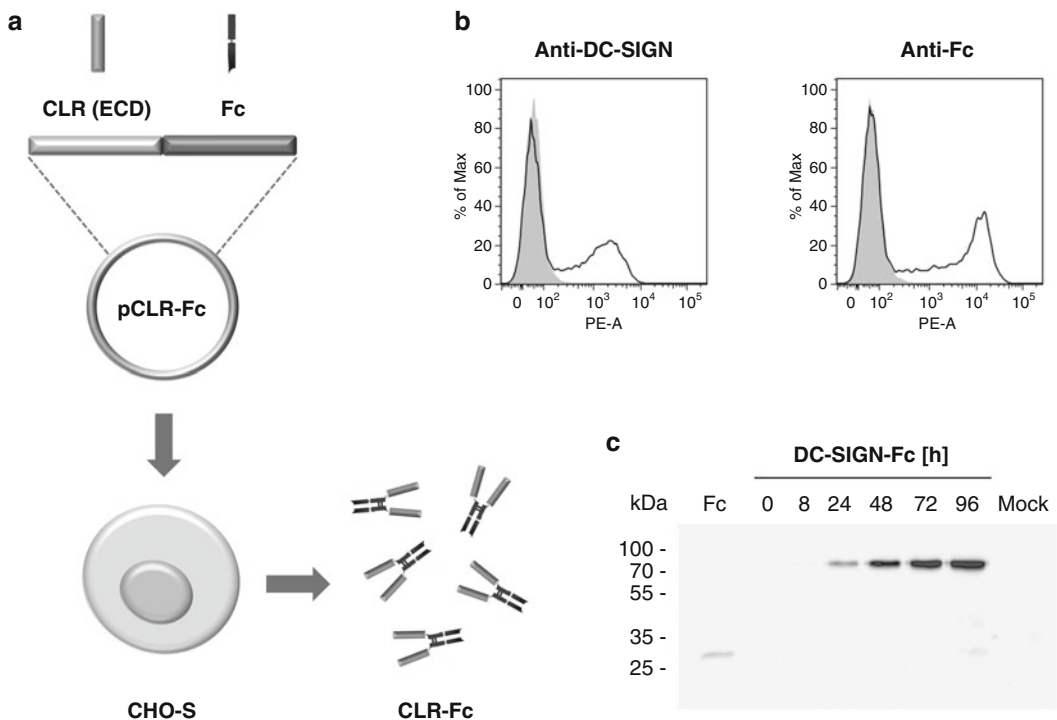 a
CLR (ECD) Fc
pCLR-Fc
CHO-S
CLR-Fc
b
Anti-DC-SIGN
% of Max
100
80
60
40
20
0
0 10² 10³ 10⁴ 10⁵
PE-A
Anti-Fc
% of Max
100
80
60
40
20
0
0 10² 10³ 10⁴ 10⁵
PE-A
c
DC-SIGN-Fc [h]
kDa Fc 0 8 24 48 72 96 Mock
100 -
70 -
55 -
35 -
25 -